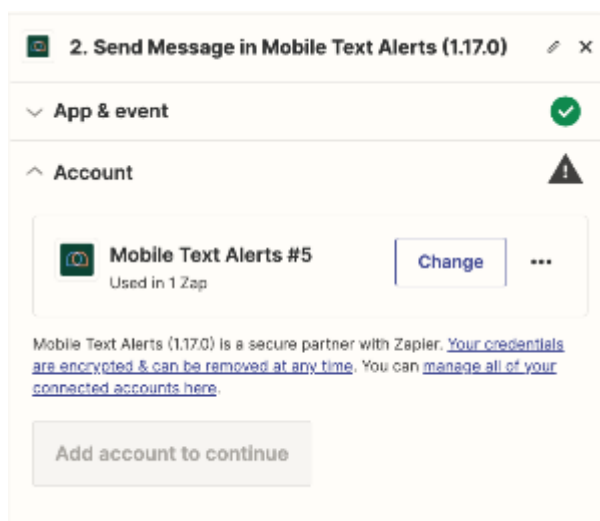 2. Send Message in Mobile Text Alerts (1.17.0)
App & event
Account
Mobile Text Alerts #5
Used in 1 Zap
Change
Mobile Text Alerts (1.17.0) is a secure partner with Zapier. Your credentials
are encrypted & can be removed at any time. You can manage all of your
connected accounts here.
Add account to continue